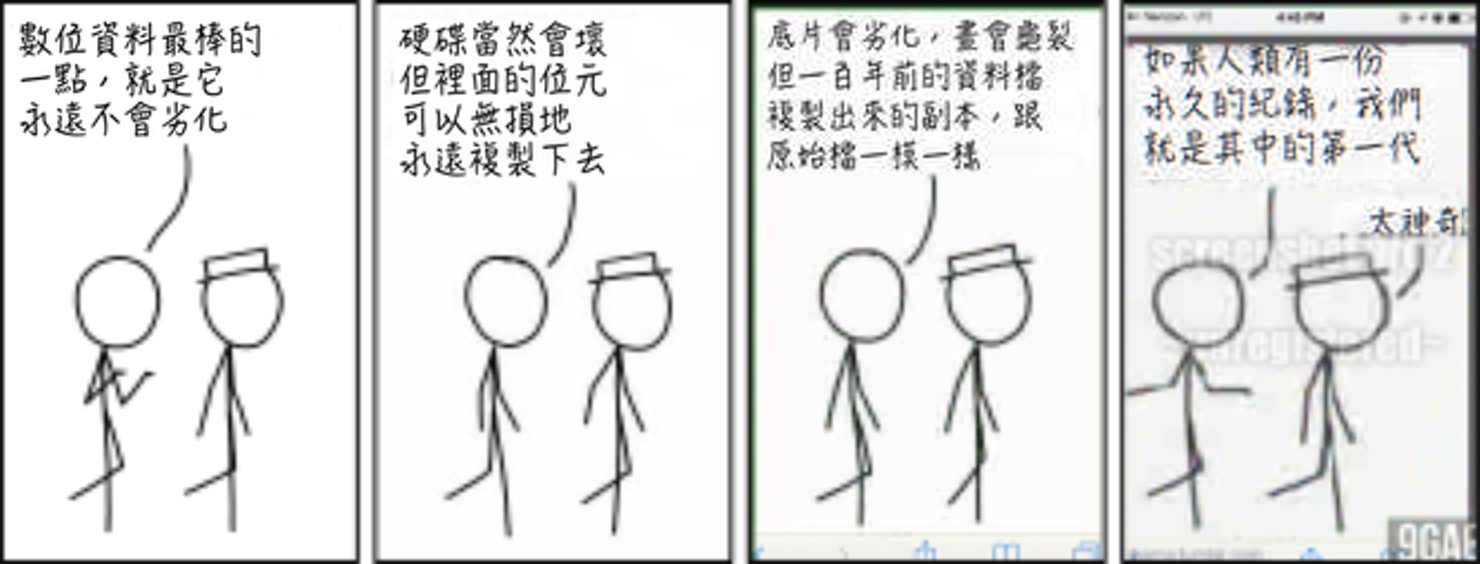 數位資料最棒的
一點，就是它
永遠不會劣化
硬碟當然會壞
但裡面的位元
可以無損地
永遠複製下去
底片會劣化，畫會龜裂
但一百年前的資料檔
複製出來的副本，跟
原始檔一模一樣
4:45 PM
如果人類有一份
永久的紀錄，我們
就是其中的第一代
太神奇
9GAG